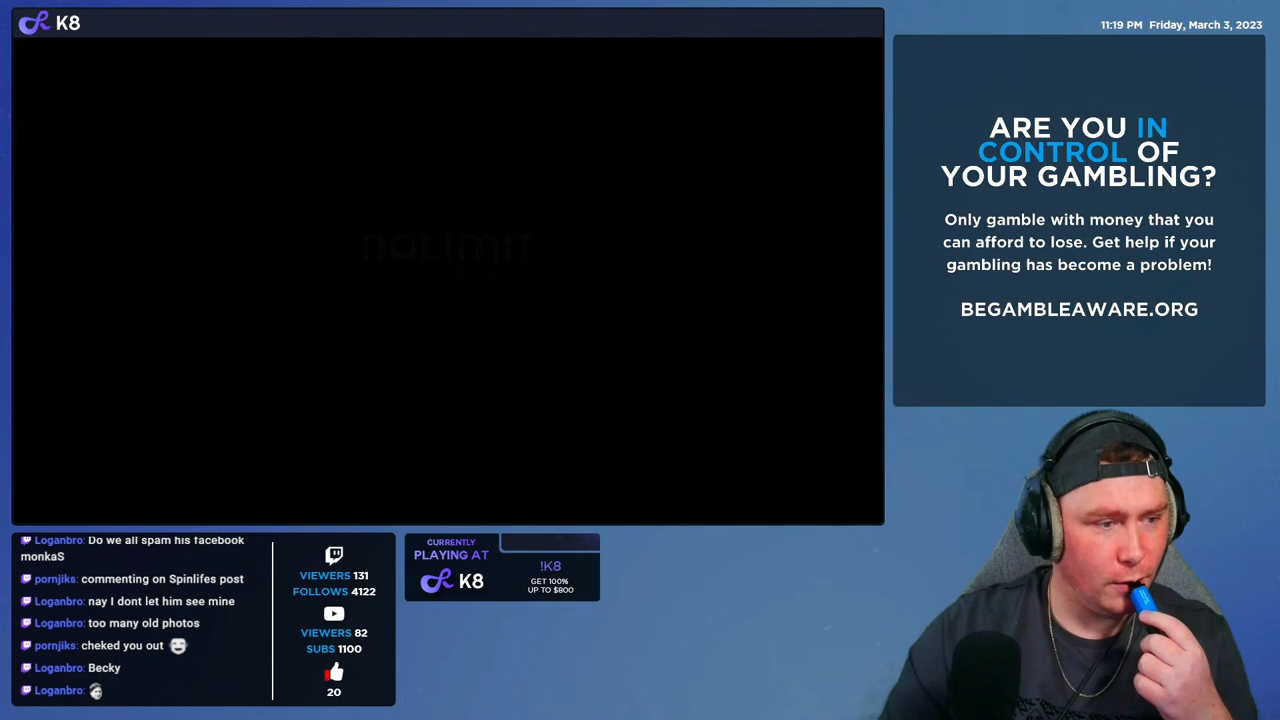 K8
11:19 PM Friday, March 3, 2023
NOLIMIT
ARE YOU IN
CONTROL OF
YOUR GAMBLING?
Only gamble with money that you
can afford to lose. Get help if your
gambling has become a problem!
BEGAMBLEAWARE.ORG
Loganbro: Do we all spam his facebook
monkaS
pornjiks: commenting on Spinlifes post
Loganbro: nay I dont let him see mine
Loganbro: too many old photos
pornjiks: cheked you out
Loganbro: Becky
Loganbro:
VIEWERS 131
FOLLOWS 4122
VIEWERS 82
SUBS 1100
20
CURRENTLY
PLAYING AT
K8
!K8
GET 100%
UP TO $800